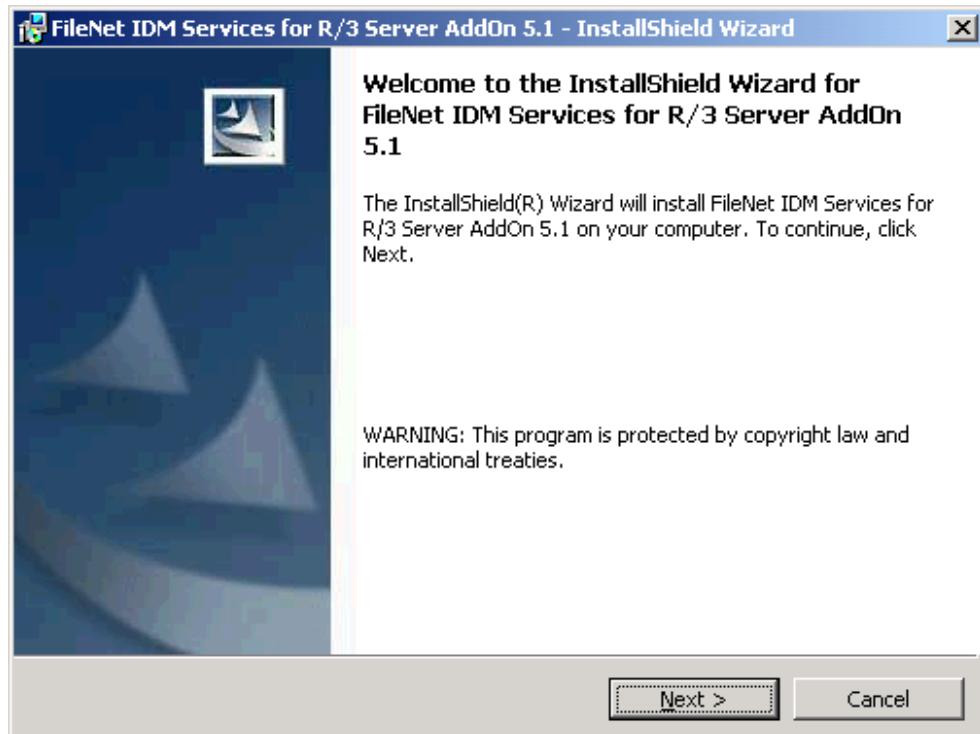 FileNet IDM Services for R/3 Server AddOn 5.1 - InstallShield Wizard
Welcome to the InstallShield Wizard for
FileNet IDM Services for R/3 Server AddOn
5.1
The InstallShield(R) Wizard will install FileNet IDM Services for
R/3 Server AddOn 5.1 on your computer. To continue, click
Next.
WARNING: This program is protected by copyright law and
international treaties.
Next >
Cancel